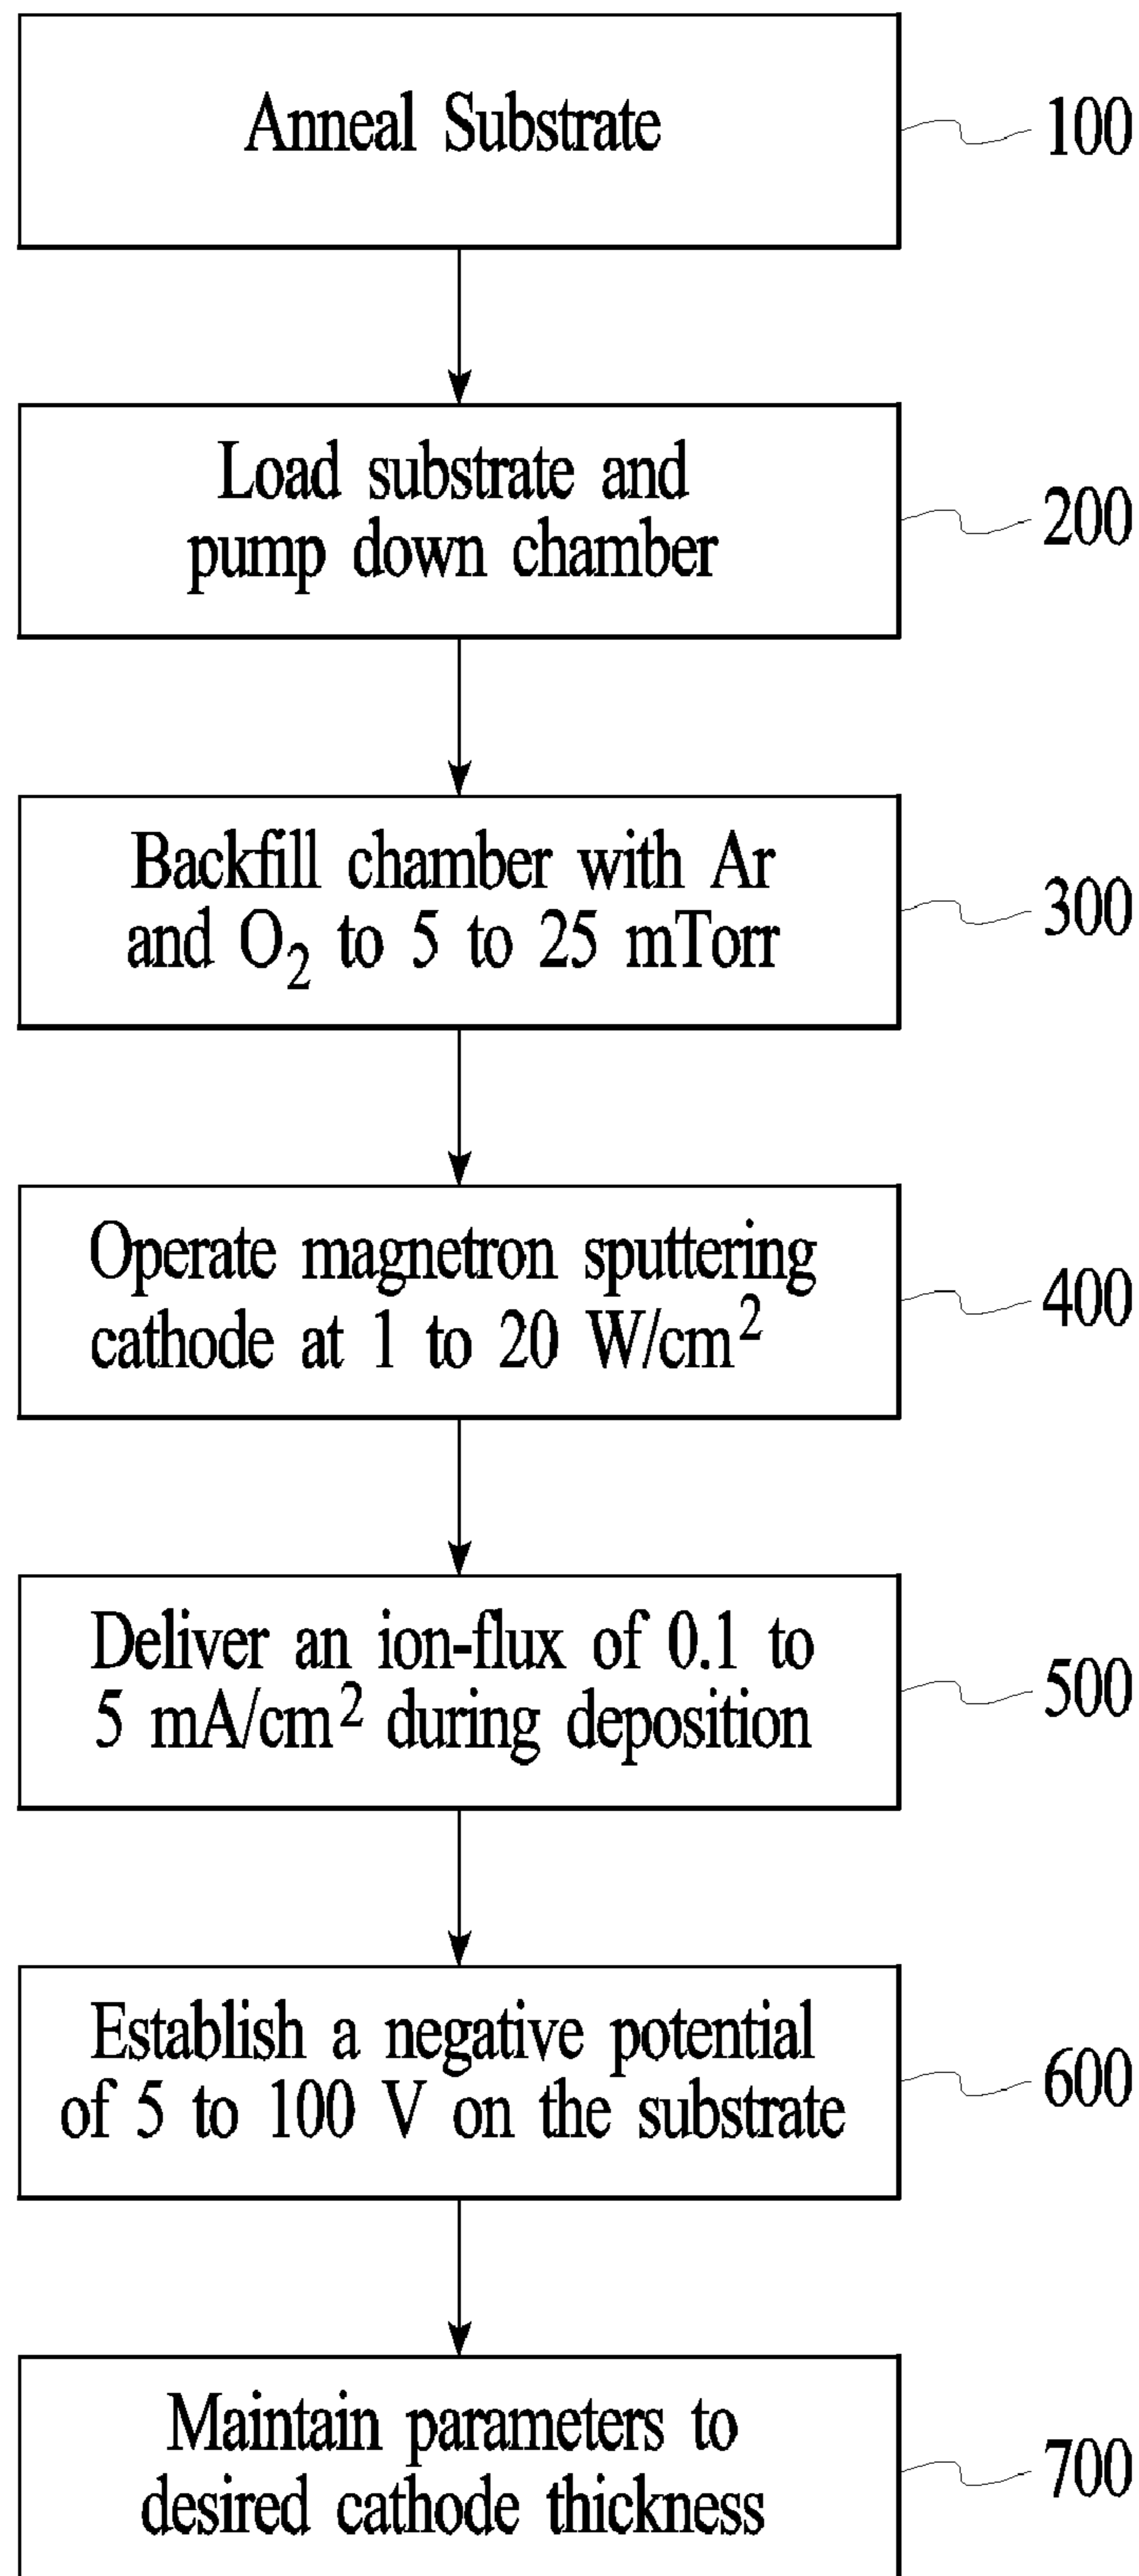 Anneal Substrate
100
Load substrate and
pump down chamber
200
Backfill chamber with Ar
and O₂ to 5 to 25 mTorr
300
Operate magnetron sputtering
cathode at 1 to 20 W/cm²
400
Deliver an ion-flux of 0.1 to
5 mA/cm² during deposition
500
Establish a negative potential
of 5 to 100 V on the substrate
600
Maintain parameters to
desired cathode thickness
700